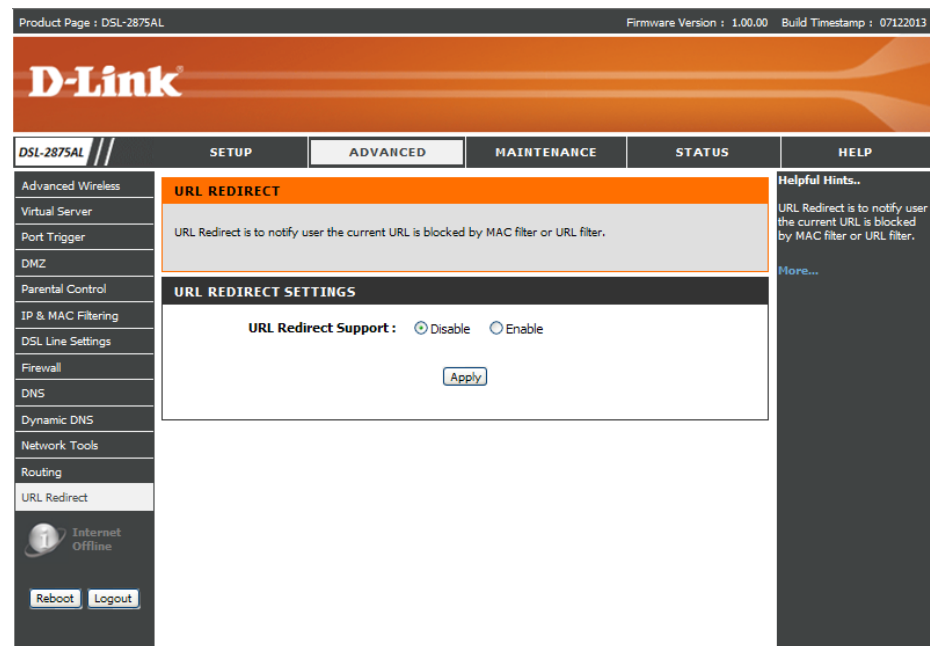 Product Page : DSL-2875AL
Firmware Version : 1.00.00 Build Timestamp : 07122013
D-Link®
DSL-2875AL
SETUP
ADVANCED
MAINTENANCE
STATUS
HELP
Advanced Wireless
Virtual Server
Port Trigger
DMZ
Parental Control
IP & MAC Filtering
DSL Line Settings
Firewall
DNS
Dynamic DNS
Network Tools
Routing
URL Redirect
Internet
Offline
Reboot
Logout
URL REDIRECT
URL Redirect is to notify user the current URL is blocked by MAC filter or URL filter.
URL REDIRECT SETTINGS
URL Redirect Support : Disable Enable
Apply
Helpful Hints..
URL Redirect is to notify user
the current URL is blocked
by MAC filter or URL filter.
More...